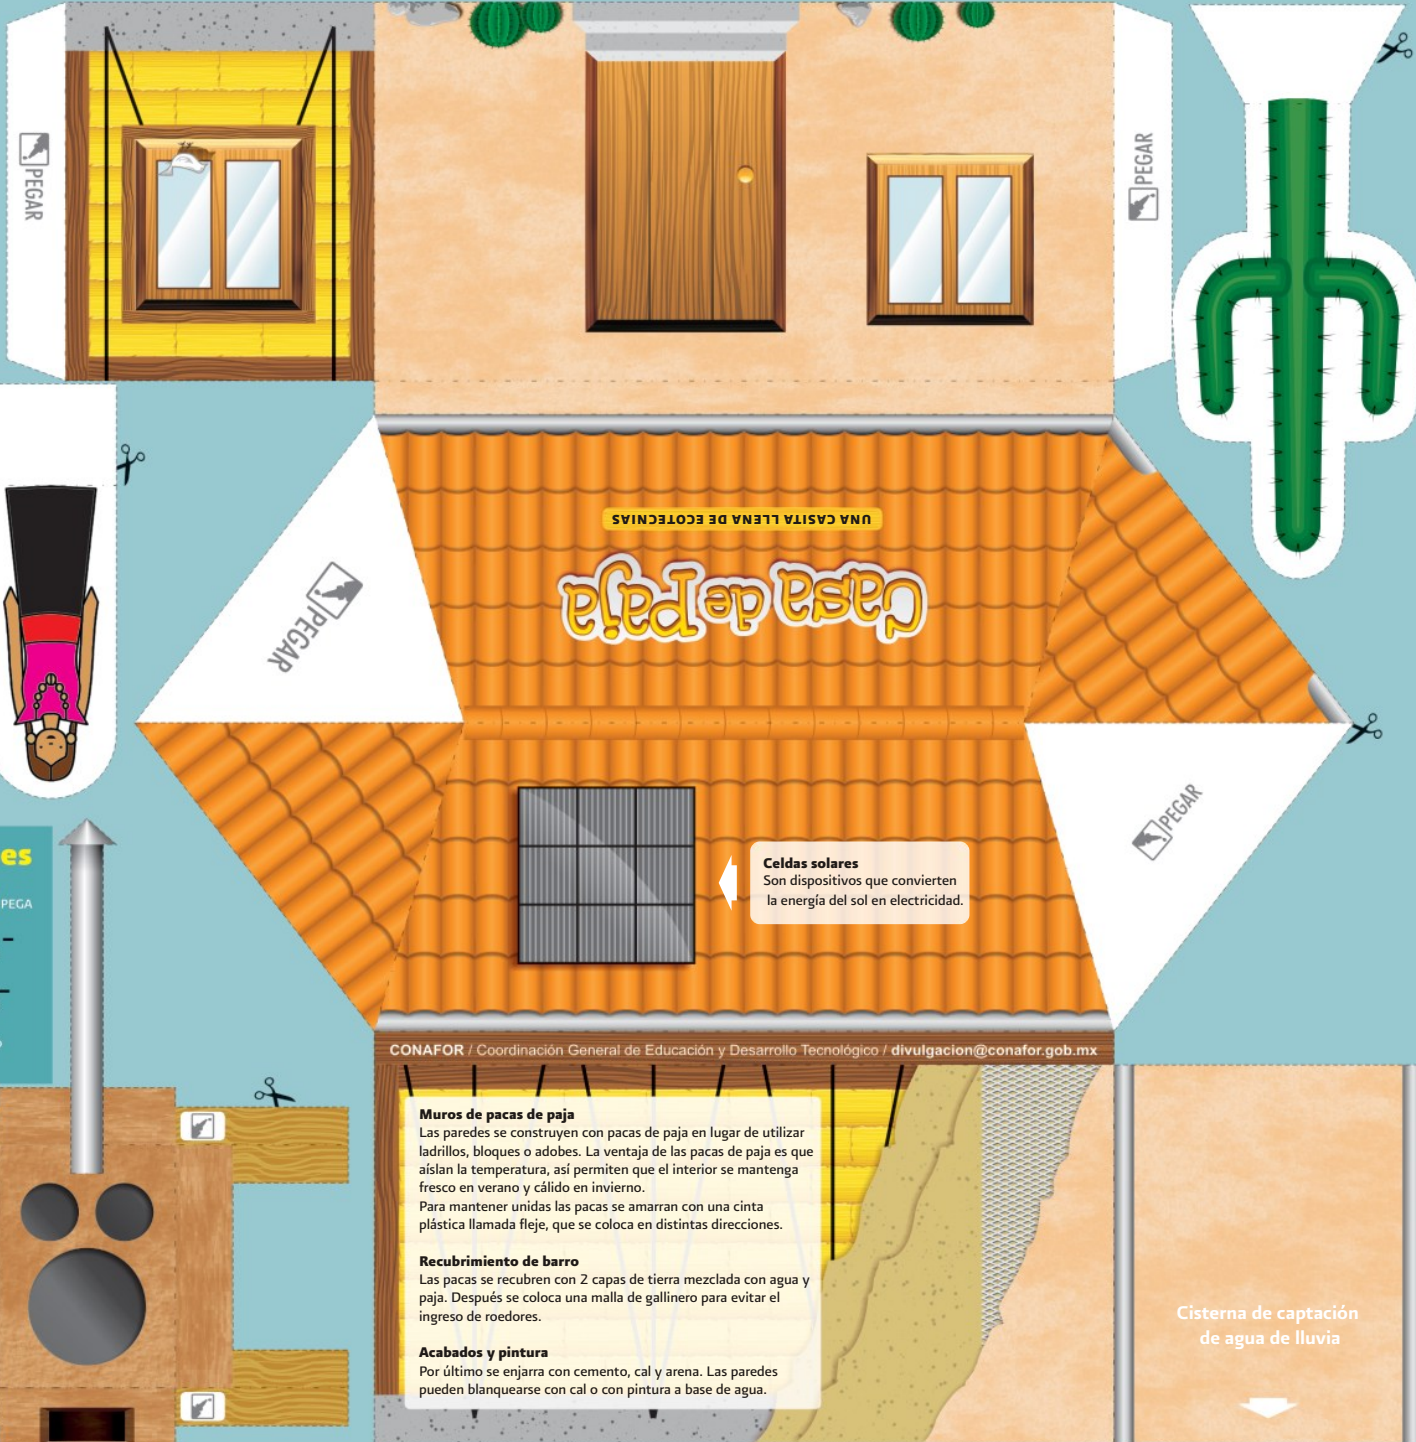 PEGAR
PEGAR
UNA CASITA LLENA DE ECOTECNIAS
Casa de Paja
PEGAR
PEGAR
Celdas solares
Son dispositivos que convierten
la energía del sol en electricidad.
es
PEGA
CONAFOR / Coordinación General de Educación y Desarrollo Tecnológico / divulgacion@conafor.gob.mx
Muros de pacas de paja
Las paredes se construyen con pacas de paja en lugar de utilizar
ladrillos, bloques o adobes. La ventaja de las pacas de paja es que
aíslan la temperatura, así permiten que el interior se mantenga
fresco en verano y cálido en invierno.
Para mantener unidas las pacas se amarran con una cinta
plástica llamada fleje, que se coloca en distintas direcciones.
Recubrimiento de barro
Las pacas se recubren con 2 capas de tierra mezclada con agua y
paja. Después se coloca una malla de gallinero para evitar el
ingreso de roedores.
Acabados y pintura
Por último se enjarra con cemento, cal y arena. Las paredes
pueden blanquearse con cal o con pintura a base de agua.
Cisterna de captación
de agua de lluvia